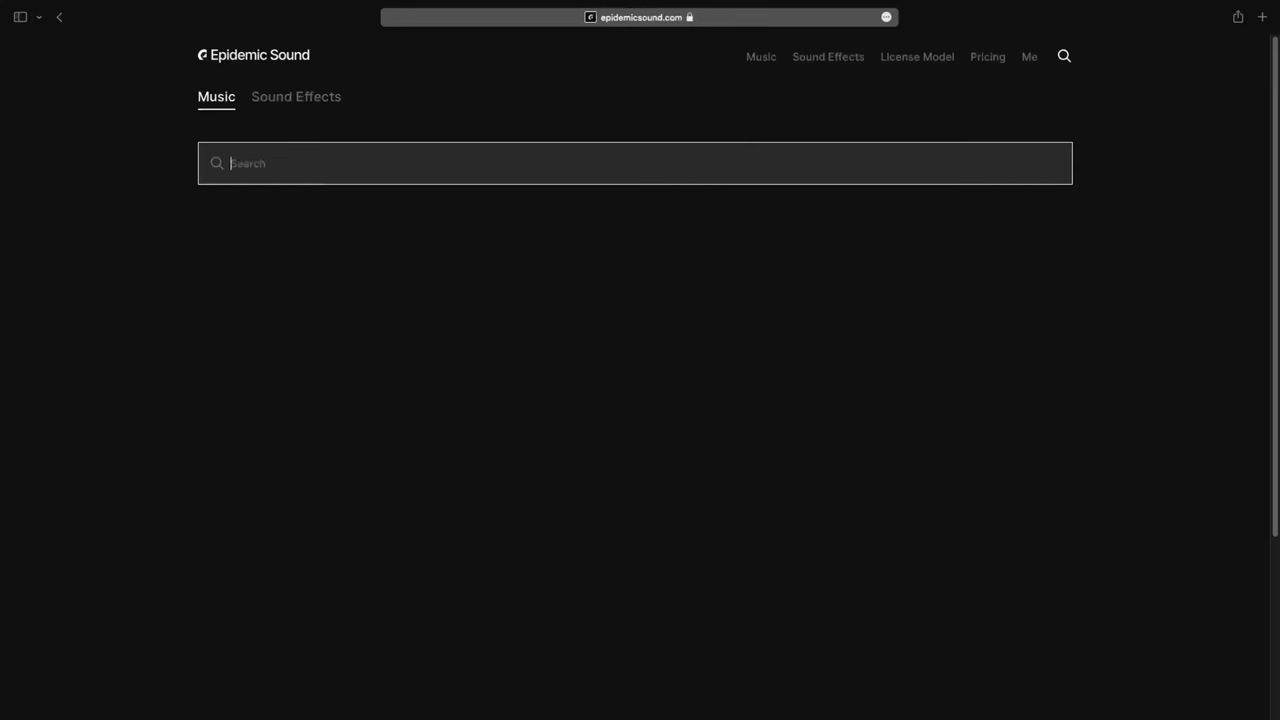 epidemicsound.com
Epidemic Sound
Music Sound Effects License Model Pricing Me
Music Sound Effects
Search